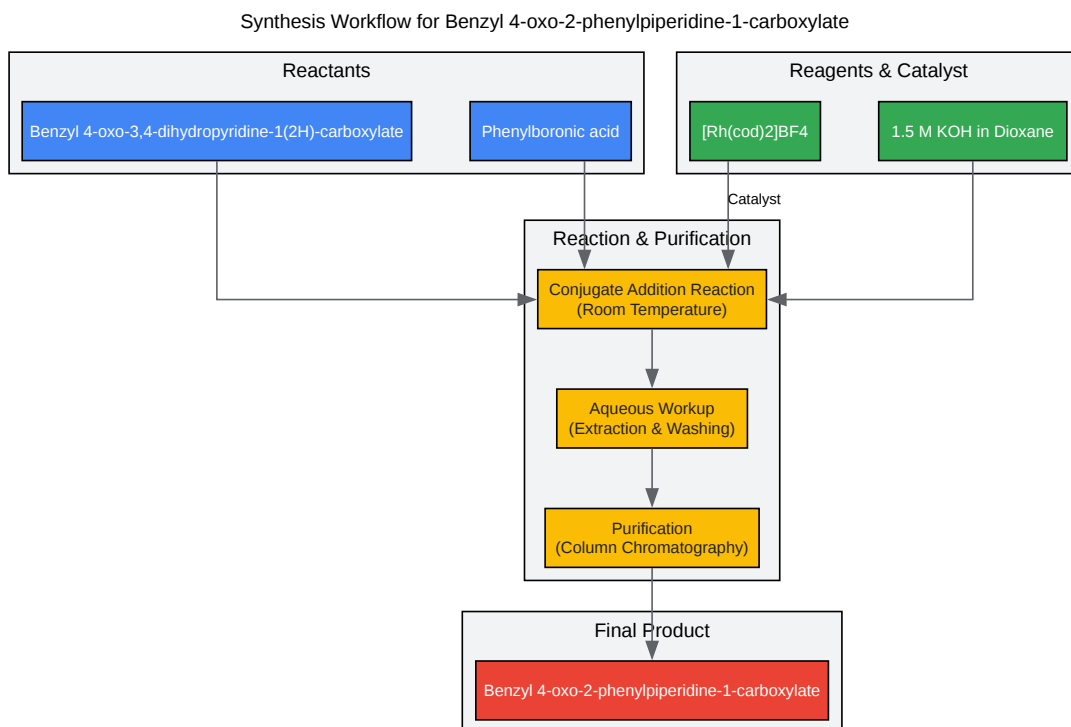 Synthesis Workflow for Benzyl 4-oxo-2-phenylpiperidine-1-carboxylate
Reactants
Reagents & Catalyst
Benzyl 4-oxo-3,4-dihydropyridine-1(2H)-carboxylate
Phenylboronic acid
[Rh(cod)2]BF4
1.5 M KOH in Dioxane
Catalyst
Reaction & Purification
Conjugate Addition Reaction
(Room Temperature)
Aqueous Workup
(Extraction & Washing)
Purification
(Column Chromatography)
Final Product
Benzyl 4-oxo-2-phenylpiperidine-1-carboxylate